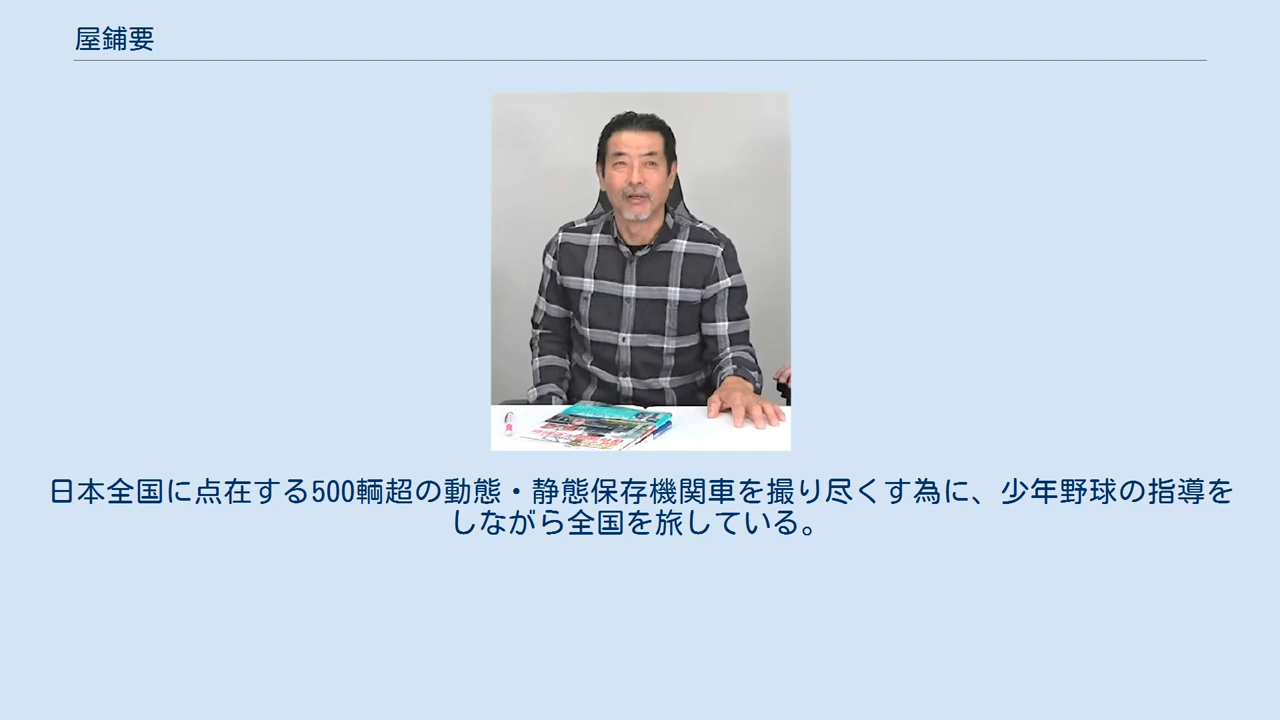 屋鋪要
日本全国に点在する500輌超の動態・静態保存機関車を撮り尽くす為に、少年野球の指導を
しながら全国を旅している。